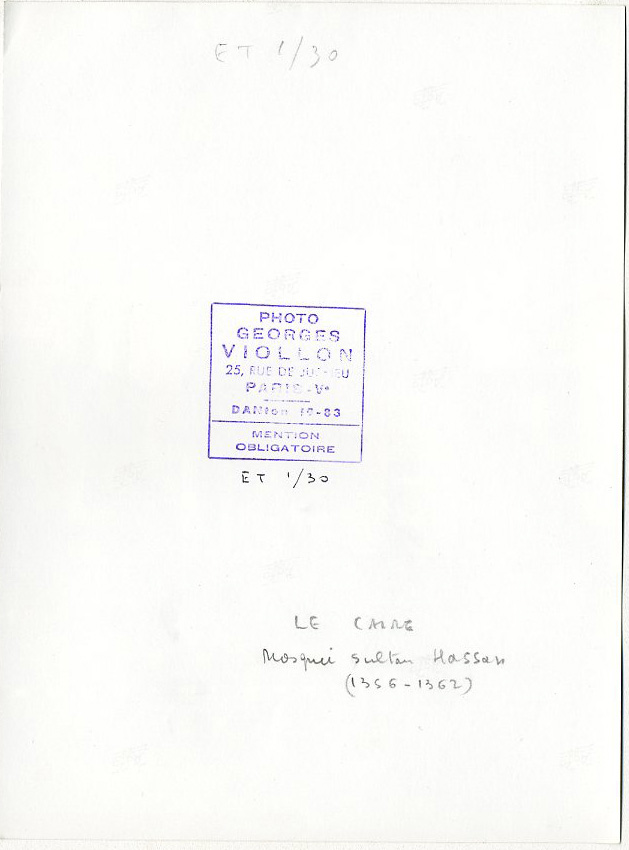 ET 1/30
PHOTO
GEORGES
VIOLLON
25, RUE DE JUSSIEU
PARIS-Ve
DANton 19-83
MENTION
OBLIGATOIRE
ET 1/30
LE CAIRE
Mosquée Sultan Hassan
(1356-1362)